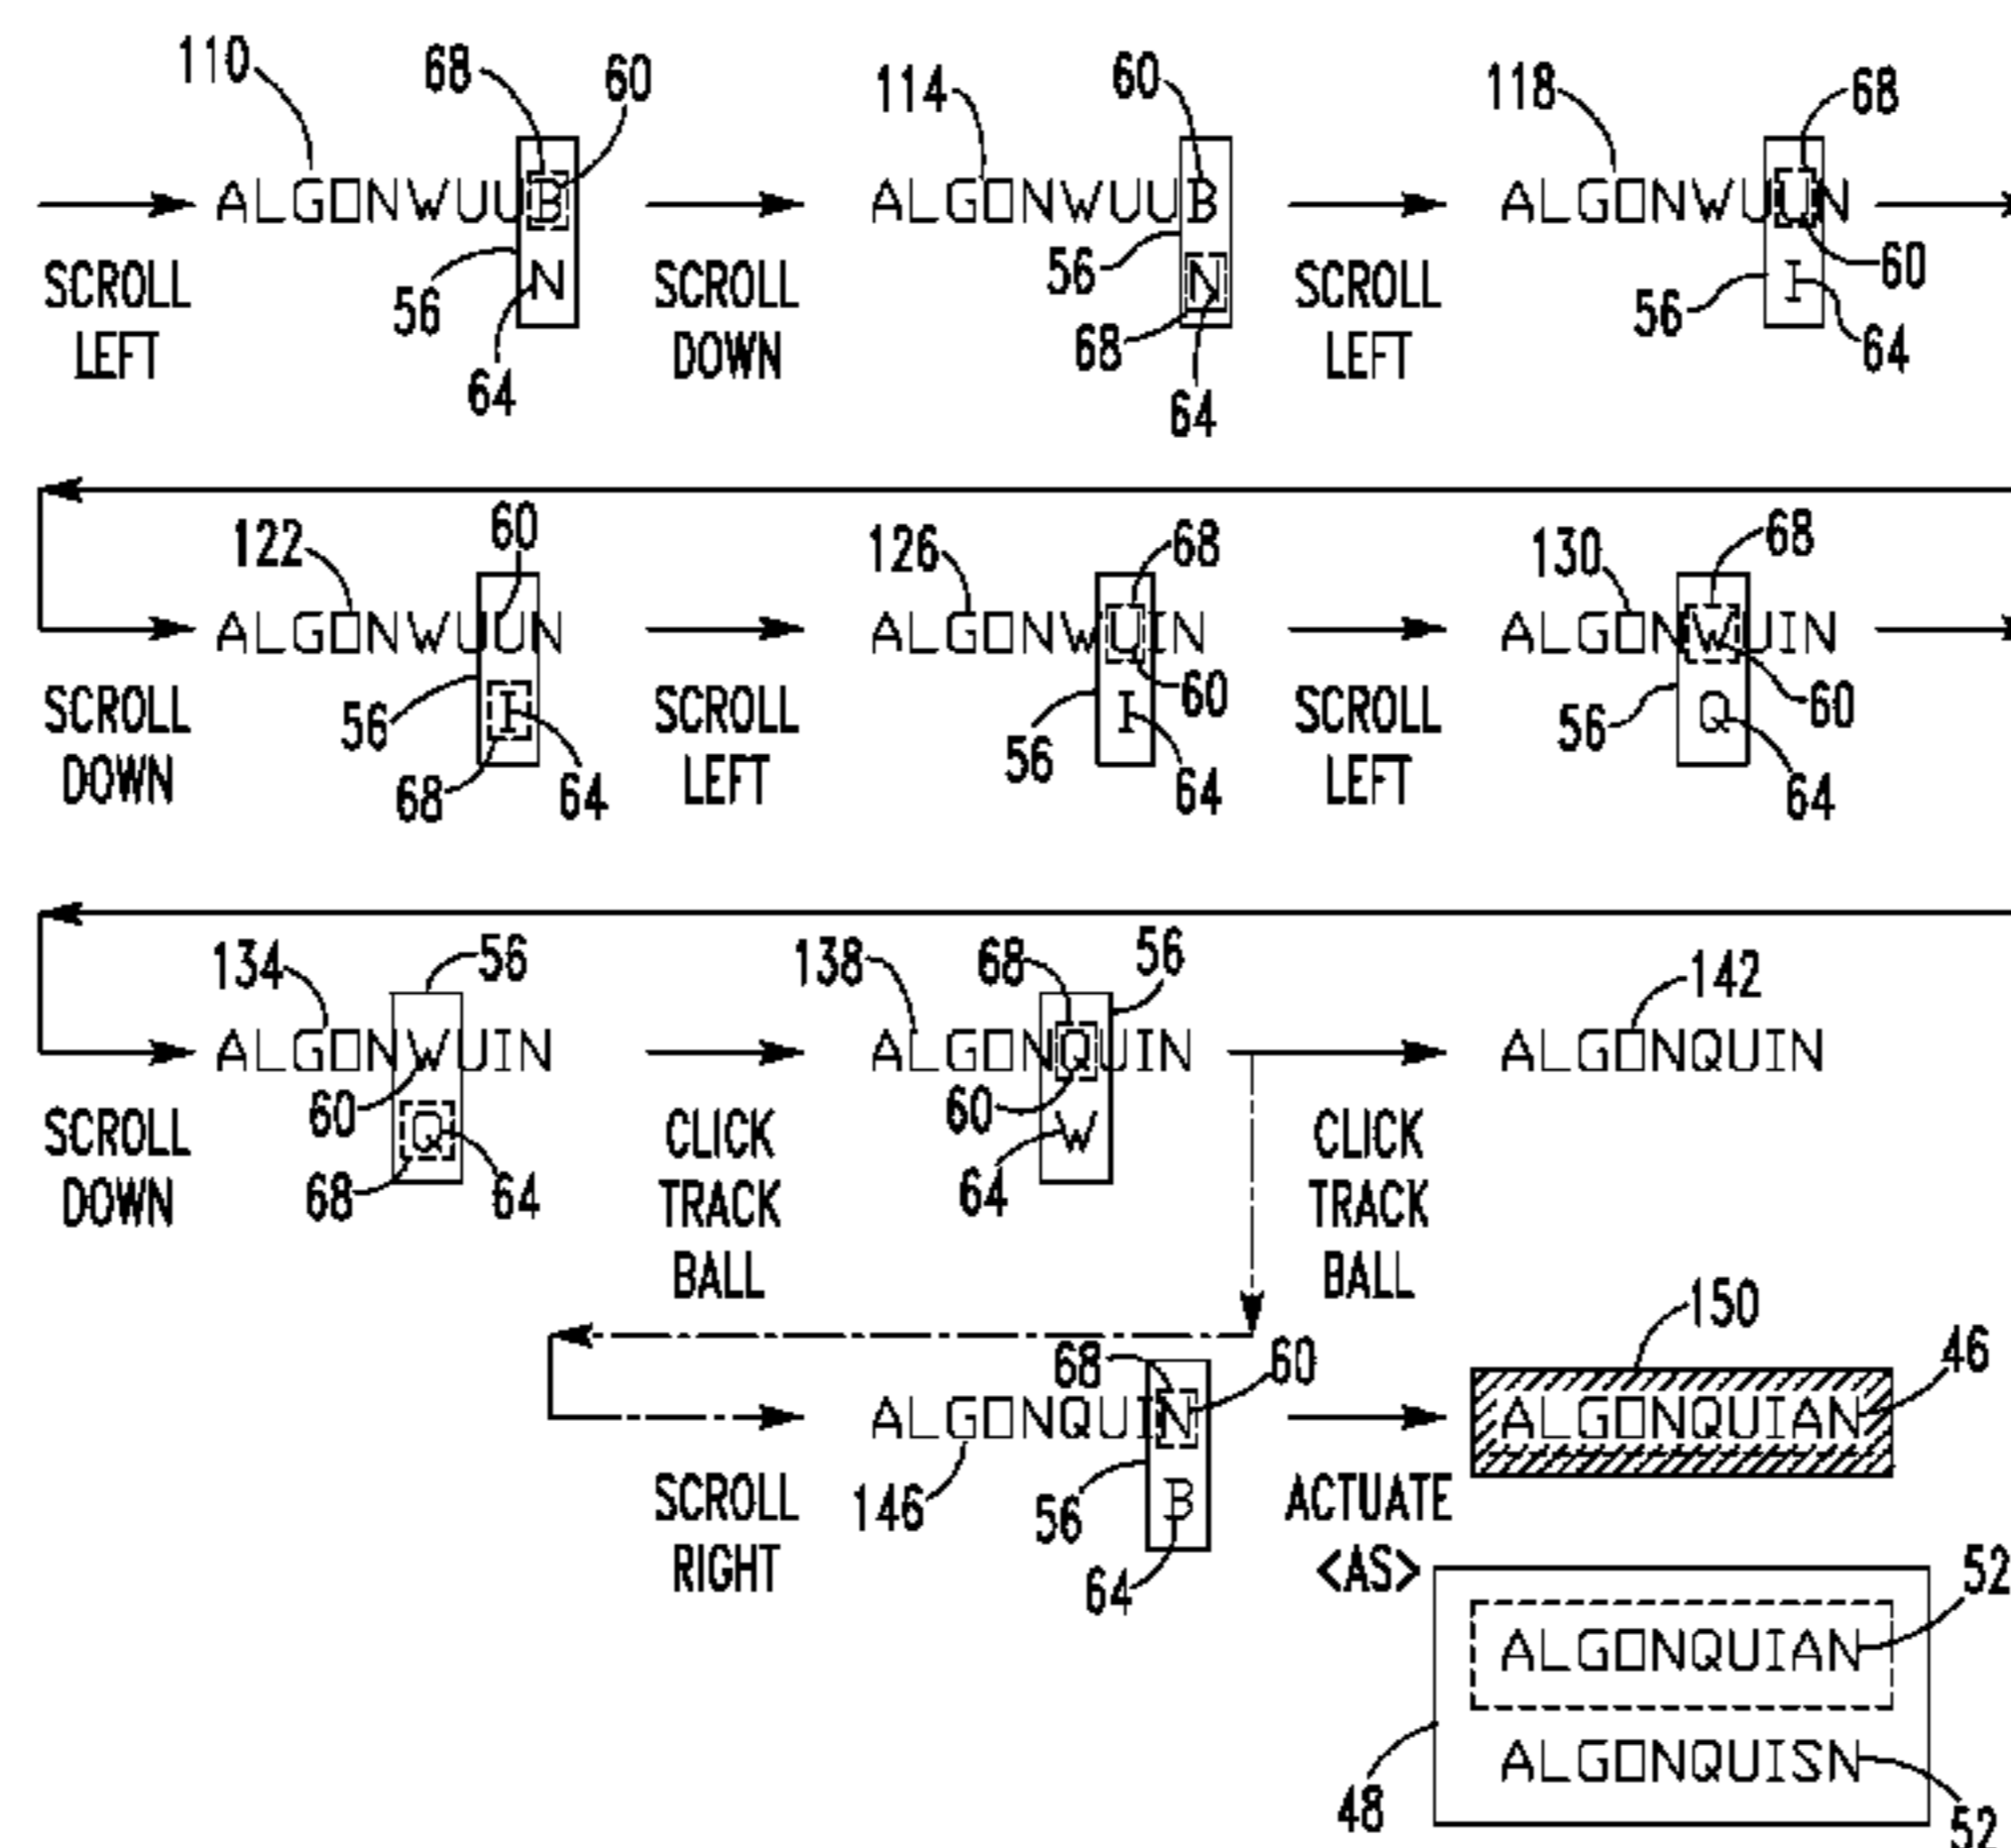 110 68 60 114 60 118 68
ALGONWUUB ALGONWUUB ALGONWUUN
SCROLL LEFT 56 N 64 SCROLL DOWN 56 N 68 64 SCROLL LEFT 56 I 60 64
122 60 126 68 130 68
ALGONWUUN ALGONWUIN ALGONWUIN
SCROLL DOWN 56 I 68 64 SCROLL LEFT 56 I 60 64 SCROLL LEFT 56 Q 60 64
134 56 138 68 56 142
ALGONWUIN ALGONQUIN ALGONQUIN
SCROLL DOWN 60 Q 68 64 CLICK TRACK BALL 60 W 64 CLICK TRACK BALL
68 60 150 46
ALGONQUIN ALGONQUIAN
SCROLL RIGHT 146 56 B 64 ACTUATE <AS>
ALGONQUIAN 52
ALGONQUISN 52
48